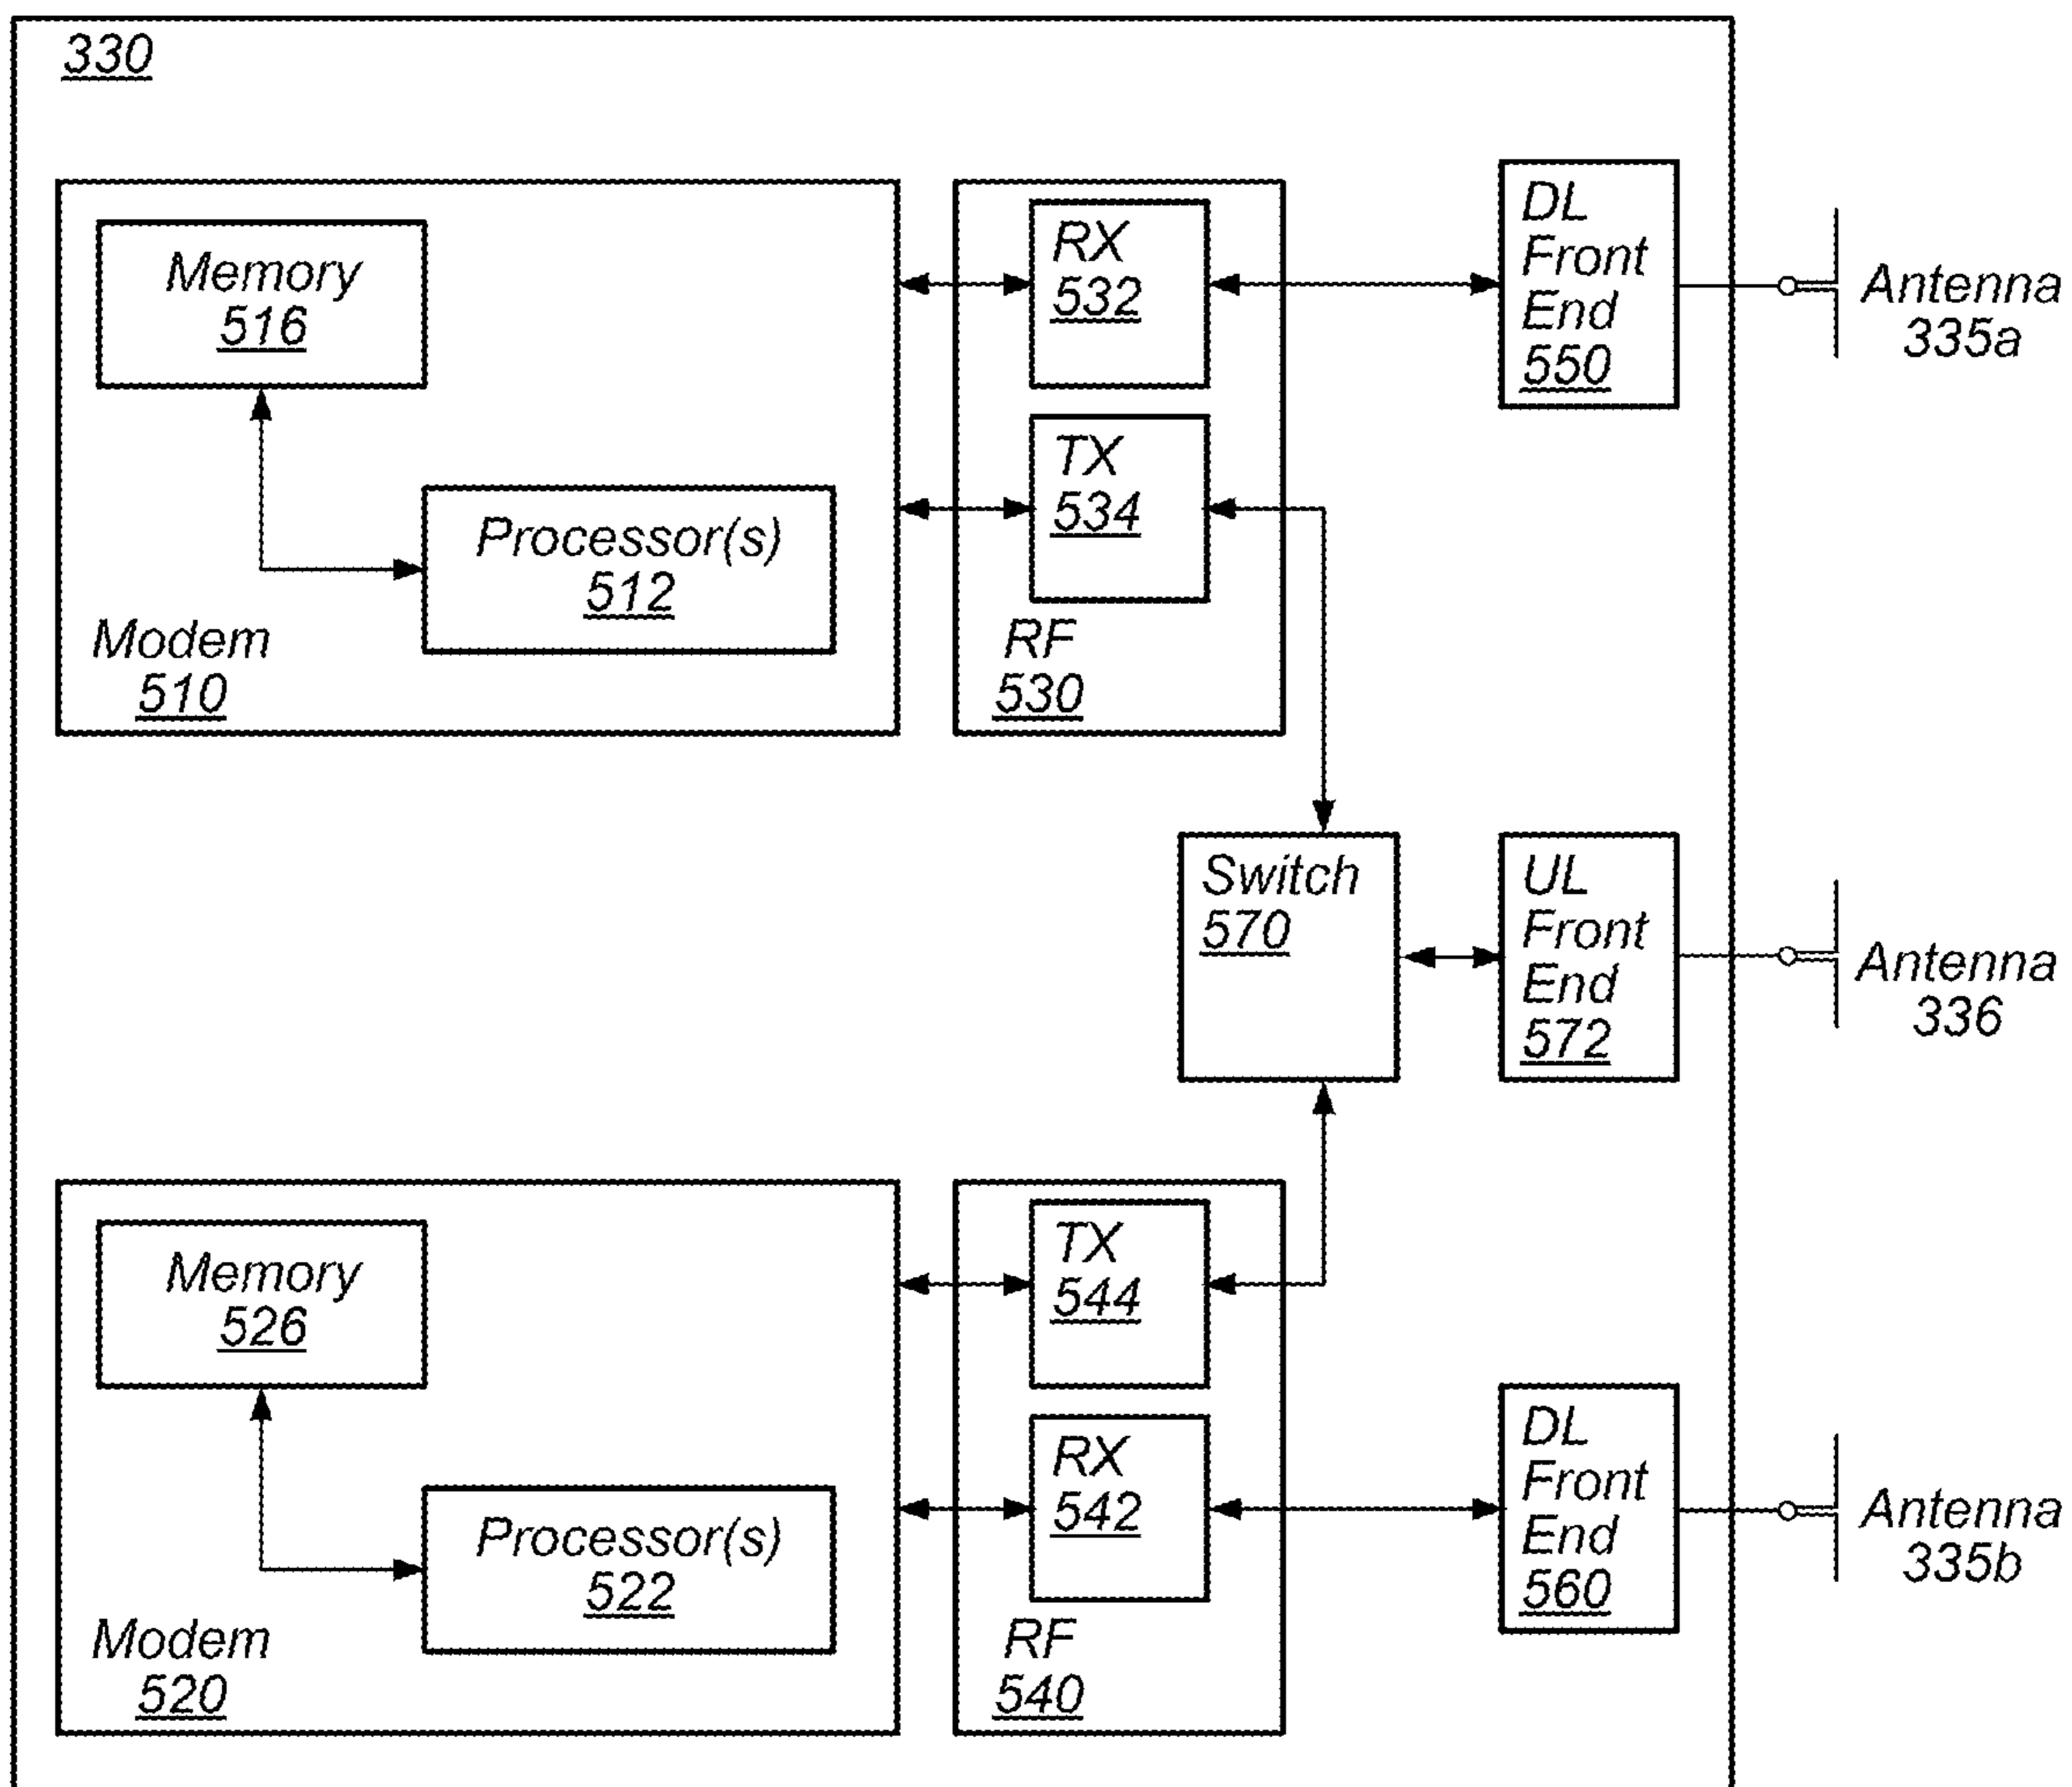 330
Memory
516
Processor(s)
512
Modem
510
RX
532
TX
534
RF
530
DL
Front
End
550
Antenna
335a
Switch
570
UL
Front
End
572
Antenna
336
Memory
526
Processor(s)
522
Modem
520
TX
544
RX
542
RF
540
DL
Front
End
560
Antenna
335b